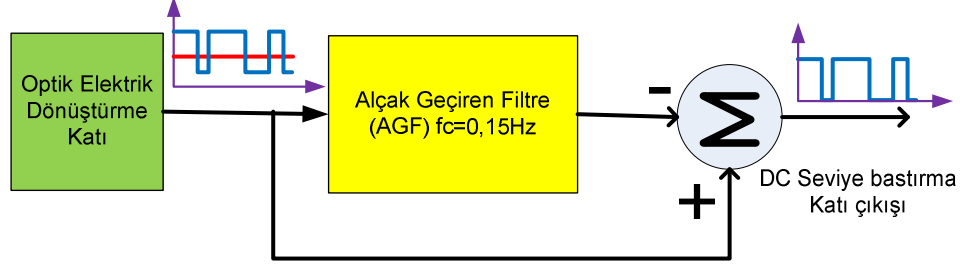 Optik Elektrik
Dönüştürme
Katı
Alçak Geçiren Filtre
(AGF) fc=0,15Hz
-
Σ
+
DC Seviye bastırma
Katı çıkışı